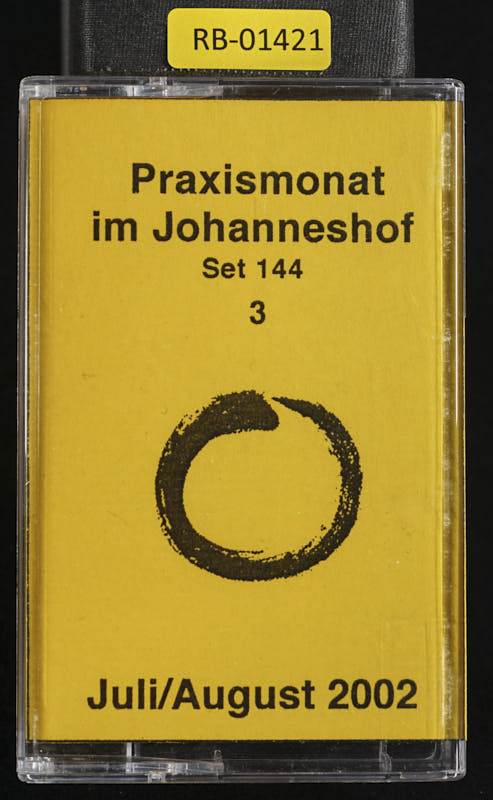 RB-01421
Praxismonat
im Johanneshof
Set 144
3
Juli/August 2002